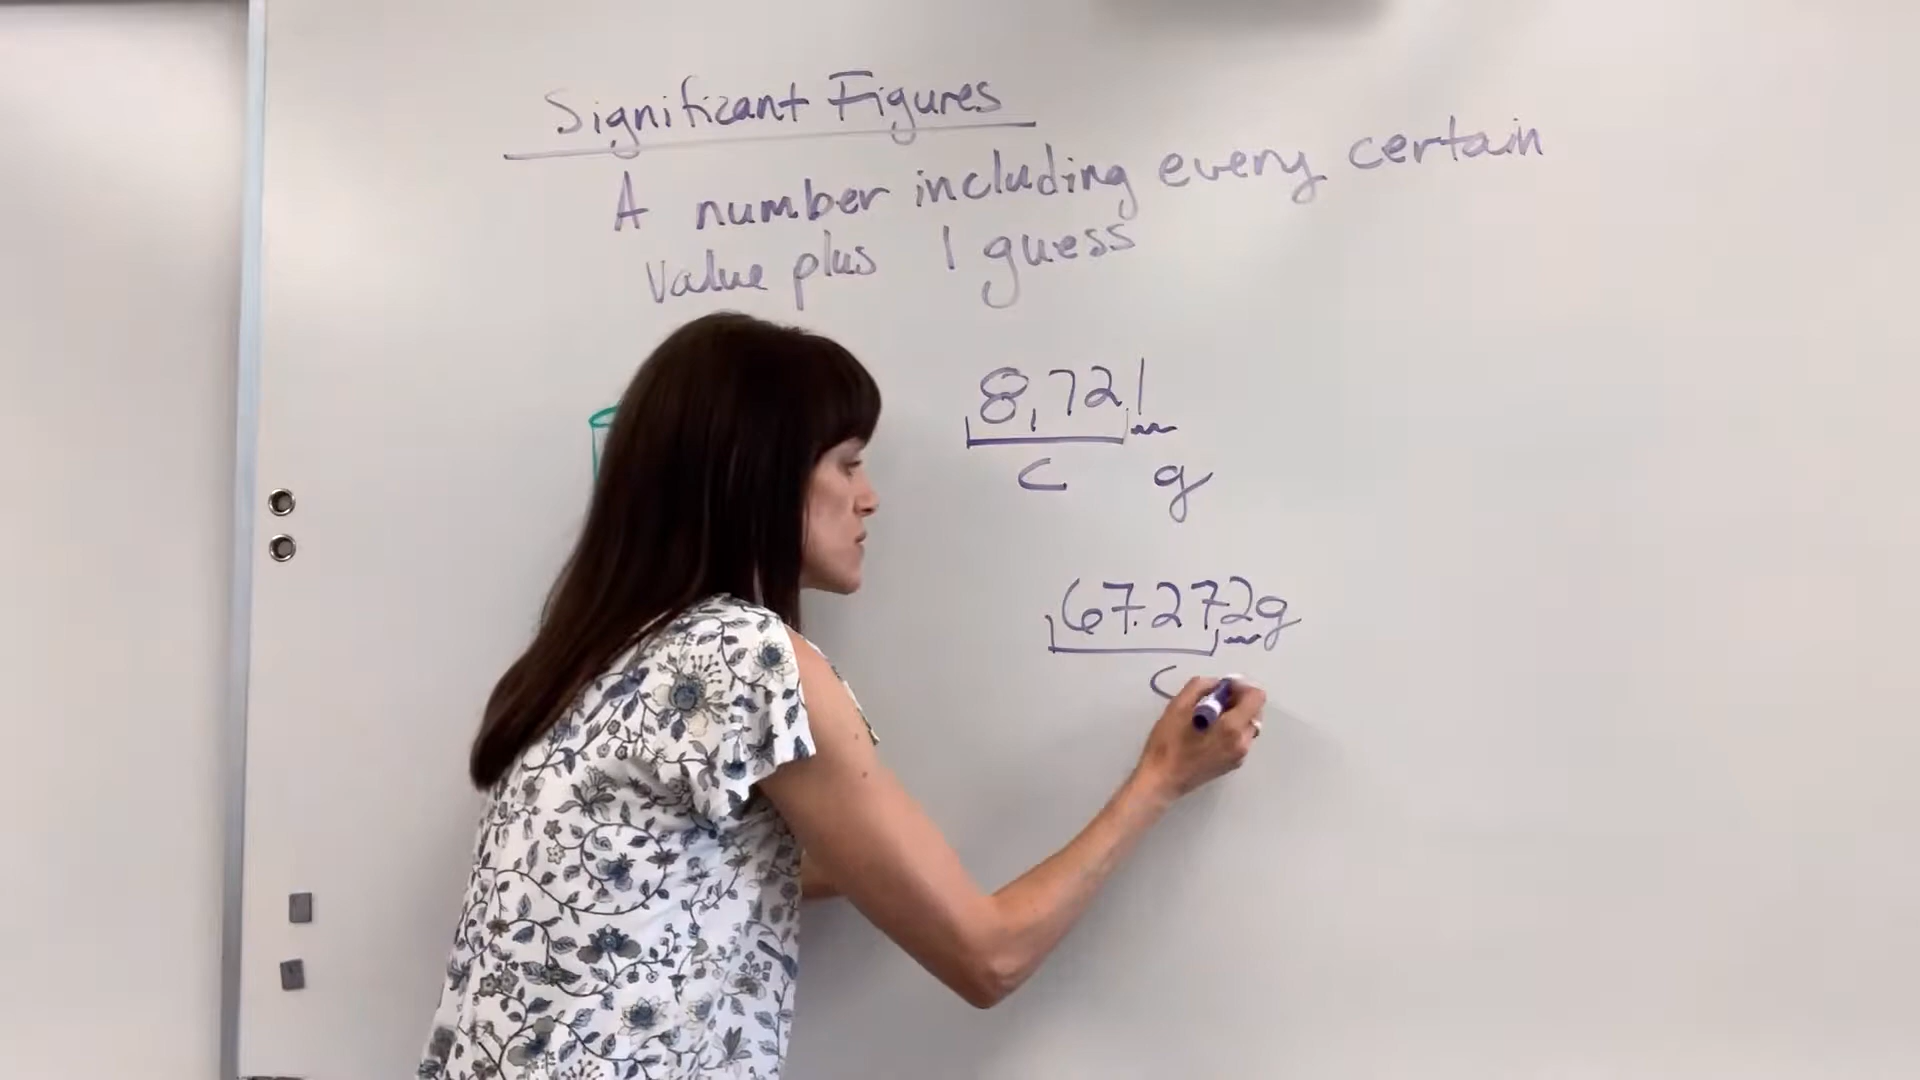 Significant Figures
A number including every certain
value plus 1 guess
8,721
c g
67.272g
c